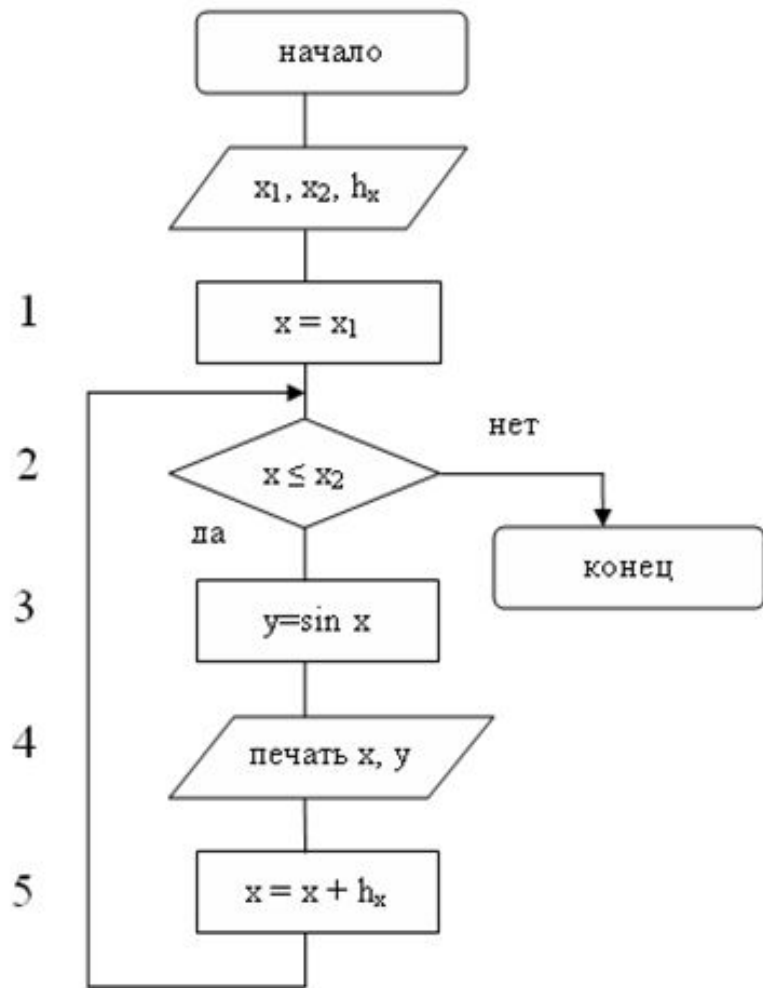 начало
x₁, x₂, hₓ
1
x = x₁
нет
2
x ≤ x₂
да
конец
3
y=sin x
4
печать x, y
5
x = x + hₓ